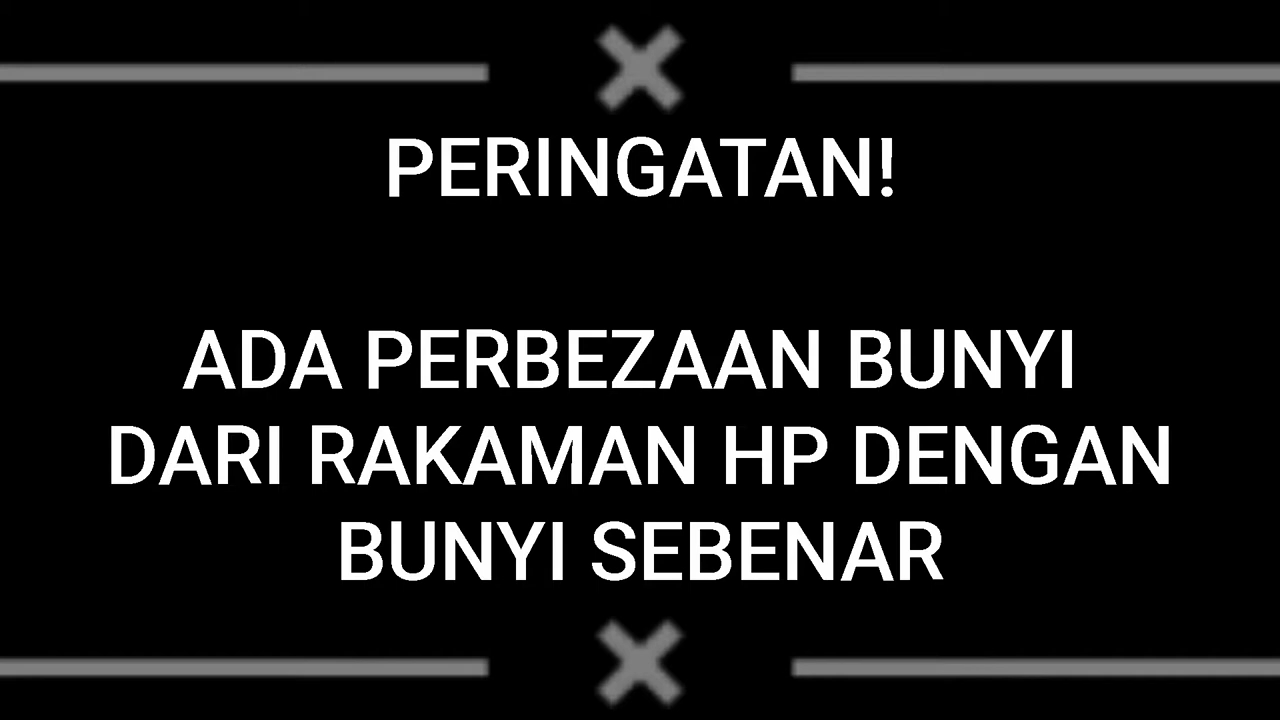 PERINGATAN!
ADA PERBEZAAN BUNYI
DARI RAKAMAN HP DENGAN
BUNYI SEBENAR